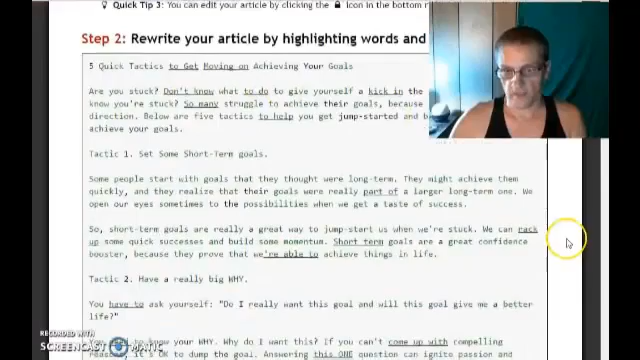 Quick Tip 3: You can edit your article by clicking the icon in the bottom r
Step 2: Rewrite your article by highlighting words and
5 Quick Tactics to Get Moving on Achieving Your Goals
Are you stuck? Don't know what to do to give yourself a kick in the
know you're stuck? So many struggle to achieve their goals, because
direction. Below are five tactics to help you get jump-started and b
achieve your goals.
Tactic 1. Set Some Short-Term goals.
Some people start with goals that they thought were long-term. They might achieve them
quickly, and they realize that their goals were really part of a larger long-term one. We
open our eyes sometimes to the possibilities when we get a taste of success.
So, short-term goals are really a great way to jump-start us when we're stuck. We can rack
up some quick successes and build some momentum. Short term goals are a great confidence
booster, because they prove that we're able to achieve things in life.
Tactic 2. Have a really big WHY.
You have to ask yourself: "Do I really want this goal and will this goal give me a better
life?"
to know your WHY. Why do I want this? If you can't come up with compelling
it's OK to dump the goal. Answering this ONE question can ignite passion and
RECORDED WITH
SCREENCAST MATIC